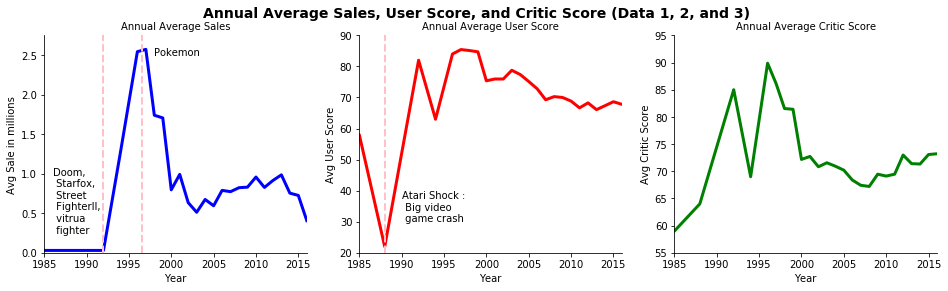 Annual Average Sales, User Score, and Critic Score (Data 1, 2, and 3)
Annual Average Sales
Avg Sale in millions
2.5
2.0
1.5
1.0
0.5
0.0
Pokemon
Doom,
Starfox,
Street
FighterII,
vitrua
fighter
1985 1990 1995 2000 2005 2010 2015
Year
Annual Average User Score
Avg User Score
90
80
70
60
50
40
30
20
Atari Shock :
Big video
game crash
1985 1990 1995 2000 2005 2010 2015
Year
Annual Average Critic Score
Avg Critic Score
95
90
85
80
75
70
65
60
55
1985 1990 1995 2000 2005 2010 2015
Year